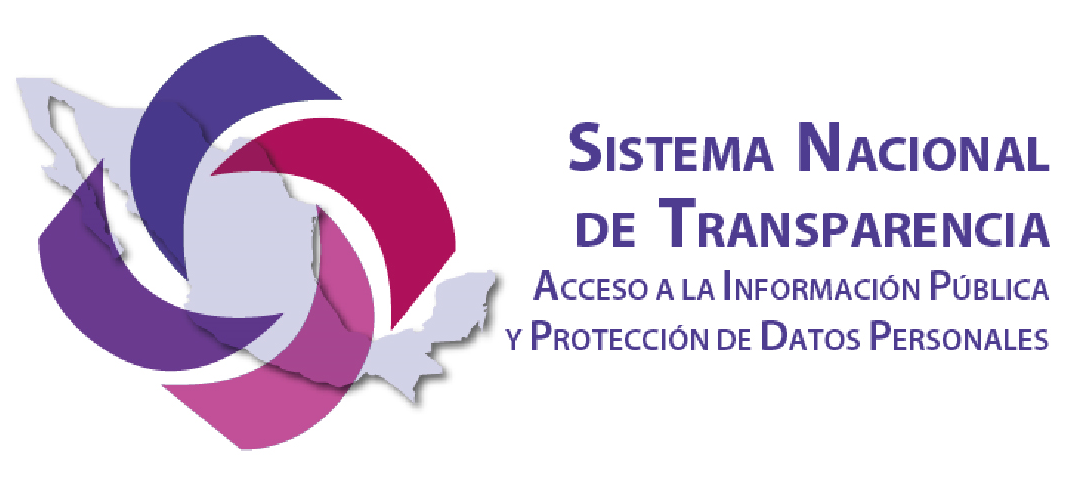 SISTEMA NACIONAL
DE TRANSPARENCIA
ACCESO A LA INFORMACIÓN PÚBLICA
Y PROTECCIÓN DE DATOS PERSONALES